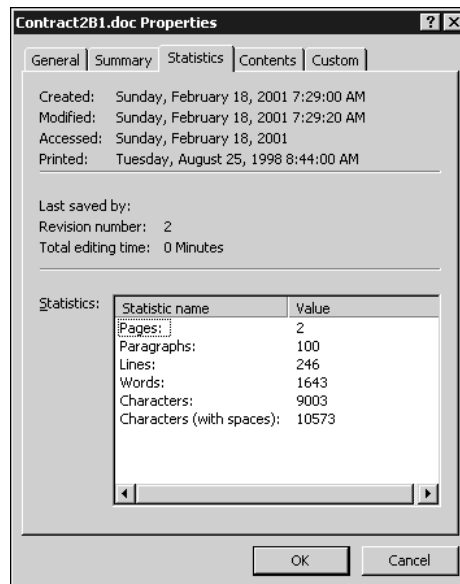 Contract2B1.doc Properties ? X
General Summary Statistics Contents Custom
Created: Sunday, February 18, 2001 7:29:00 AM
Modified: Sunday, February 18, 2001 7:29:20 AM
Accessed: Sunday, February 18, 2001
Printed: Tuesday, August 25, 1998 8:44:00 AM
Last saved by:
Revision number: 2
Total editing time: 0 Minutes
Statistics:
Statistic name Value
Pages: 2
Paragraphs: 100
Lines: 246
Words: 1643
Characters: 9003
Characters (with spaces): 10573
OK Cancel